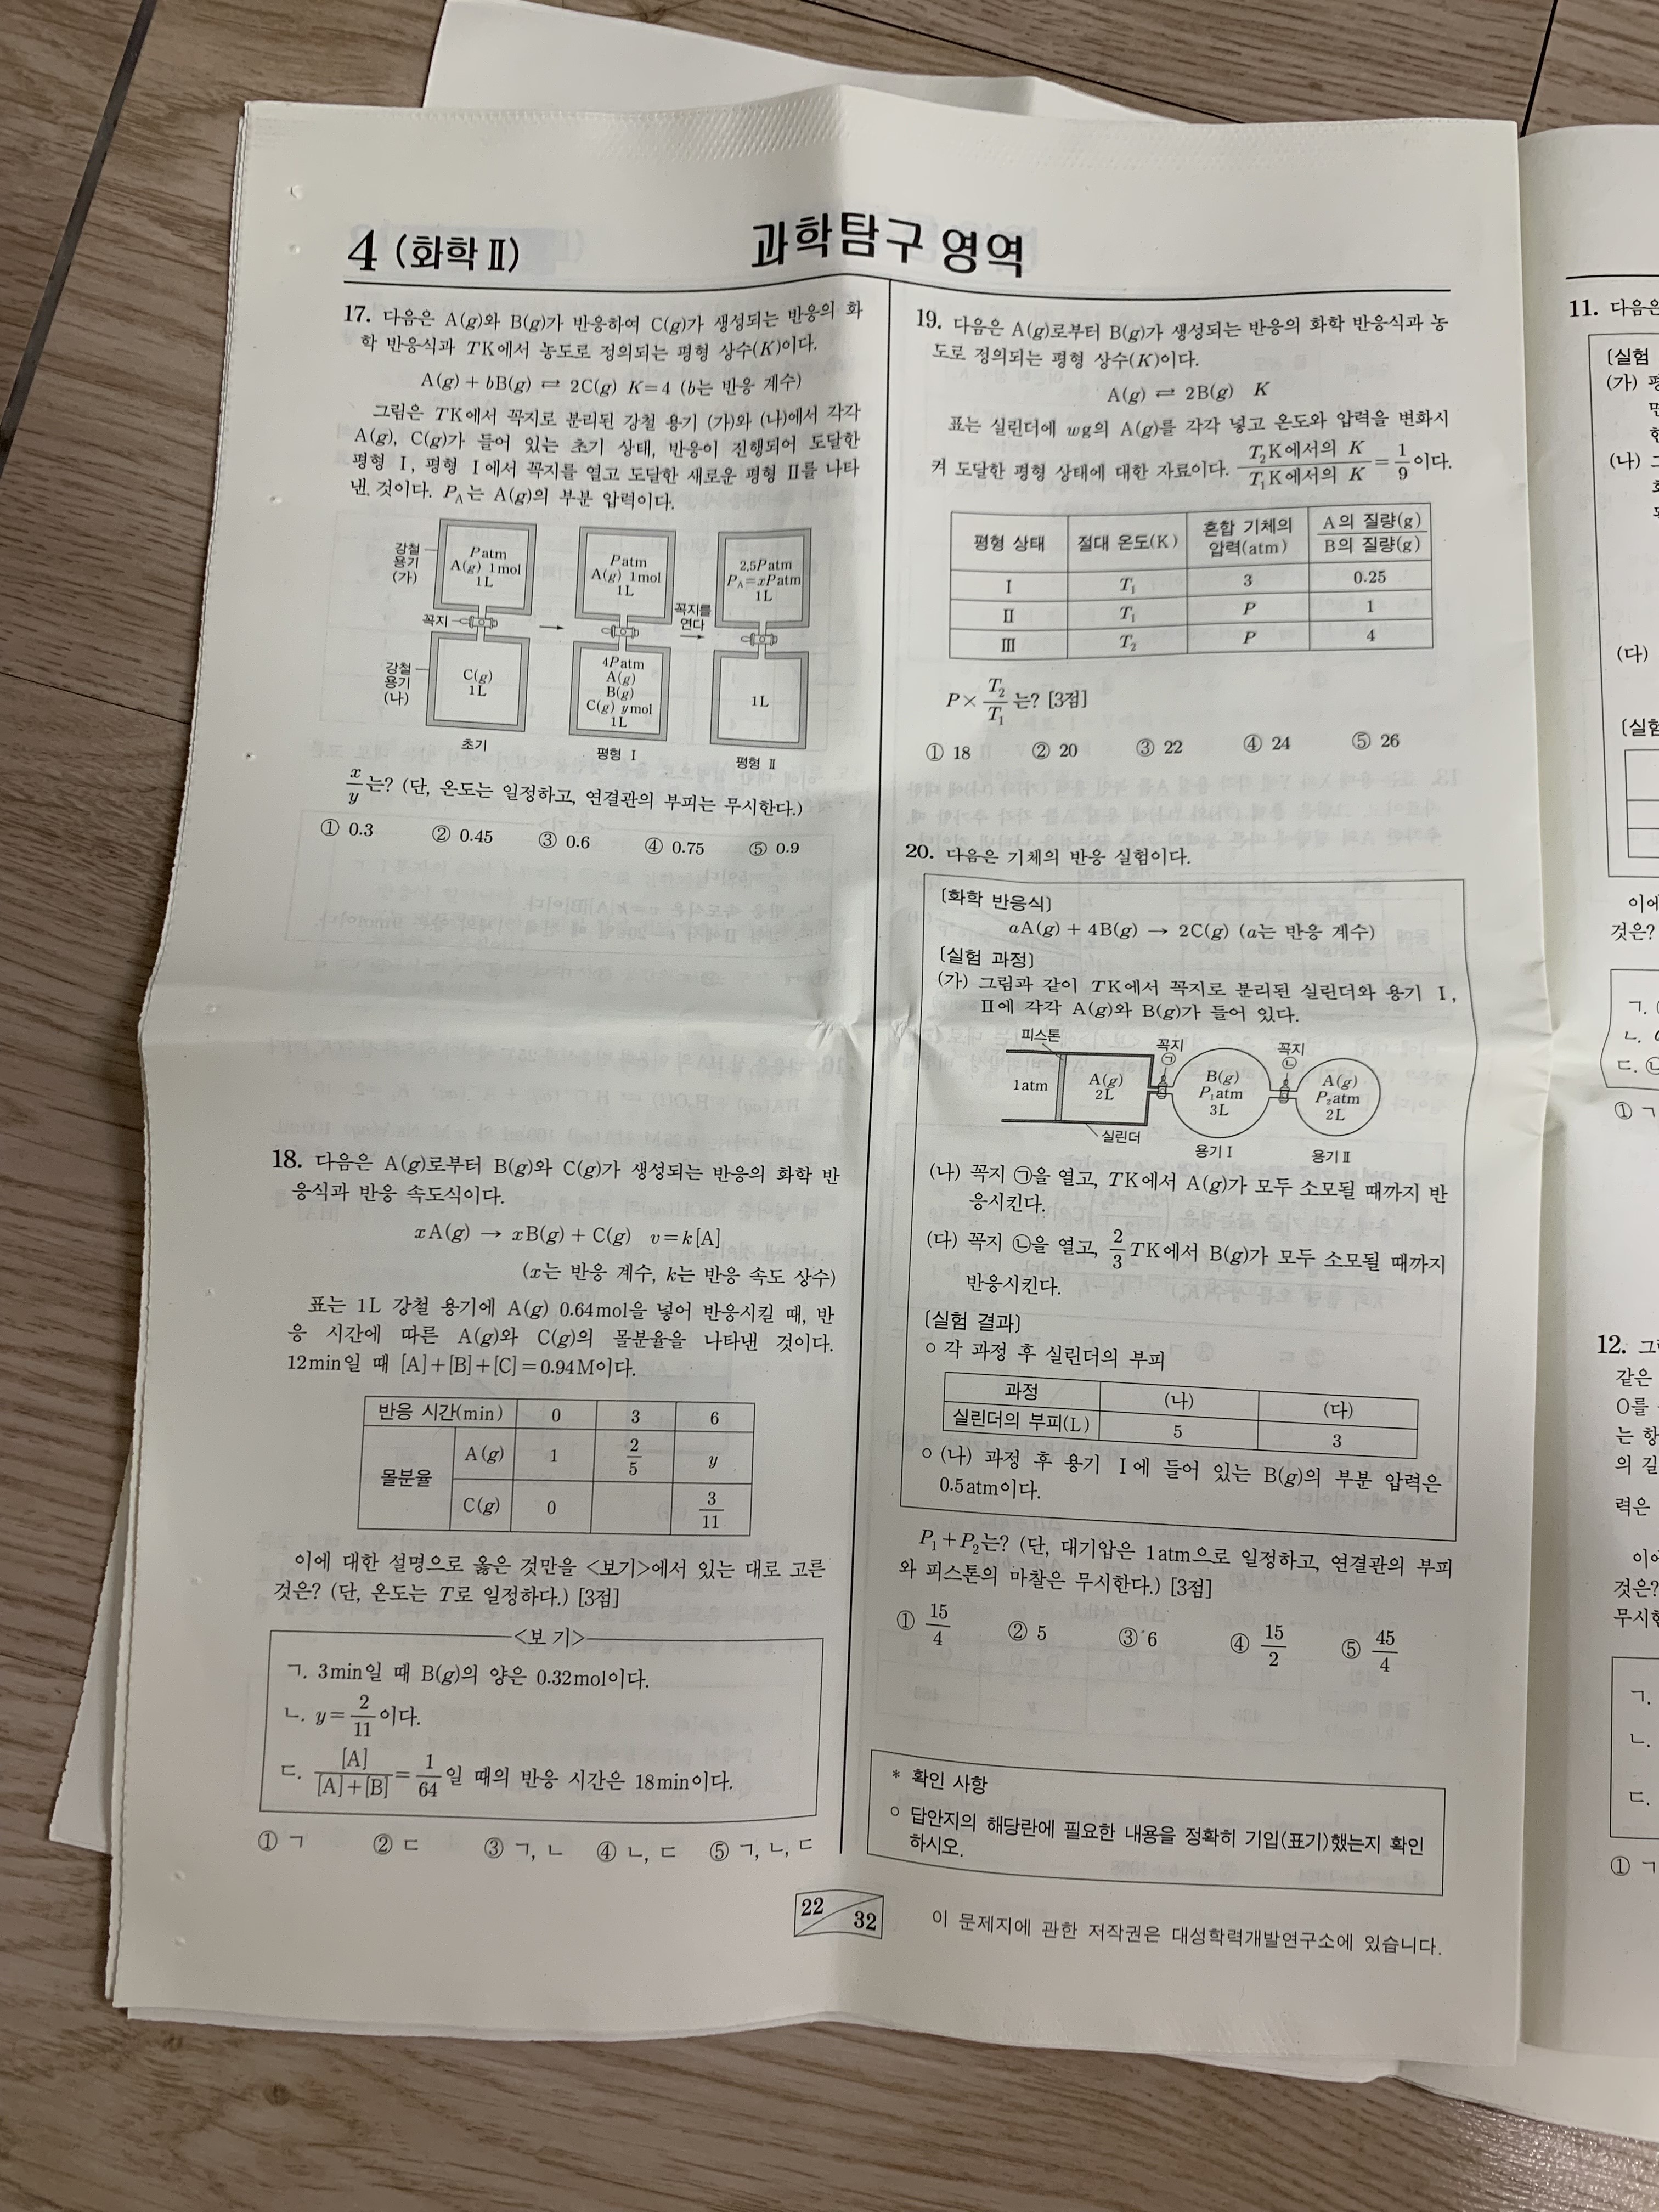 4 (화학 Ⅱ)
과학탐구 영역
17. 다음은 A(g)와 B(g)가 반응하여 C(g)가 생성되는 반응의 화
학 반응식과 TK에서 농도로 정의되는 평형 상수(K)이다.
A(g) + bB(g) ⇌ 2C(g) K=4 (b는 반응 계수)
그림은 TK에서 꼭지로 분리된 강철 용기 (가)와 (나)에서 각각
A(g), C(g)가 들어 있는 초기 상태, 반응이 진행되어 도달한
평형 Ⅰ, 평형 Ⅰ에서 꼭지를 열고 도달한 새로운 평형 Ⅱ를 나타
낸 것이다. P_A는 A(g)의 부분 압력이다.
강철
용기
(가)
Patm
A(g) 1mol
1L
꼭지
강철
용기
(나)
C(g)
1L
초기
→
Patm
A(g) 1mol
1L
4Patm
A(g)
B(g)
C(g) ymol
1L
평형 Ⅰ
꼭지를
연다
→
2.5Patm
P_A=xPatm
1L
1L
평형 Ⅱ
x/y는? (단, 온도는 일정하고, 연결관의 부피는 무시한다.)
① 0.3 ② 0.45 ③ 0.6 ④ 0.75 ⑤ 0.9
18. 다음은 A(g)로부터 B(g)와 C(g)가 생성되는 반응의 화학 반
응식과 반응 속도식이다.
xA(g) → xB(g) + C(g) v=k[A]
(x는 반응 계수, k는 반응 속도 상수)
표는 1L 강철 용기에 A(g) 0.64mol을 넣어 반응시킬 때, 반
응 시간에 따른 A(g)와 C(g)의 몰분율을 나타낸 것이다.
12min일 때 [A]+[B]+[C]=0.94M이다.
반응 시간(min) 0 3 6
몰분율 A(g) 1 2/5 y
C(g) 0 3/11
이에 대한 설명으로 옳은 것만을 <보기>에서 있는 대로 고른
것은? (단, 온도는 T로 일정하다.) [3점]
<보 기>
ㄱ. 3min일 때 B(g)의 양은 0.32mol이다.
ㄴ. y=2/11이다.
ㄷ. [A]/([A]+[B])=1/64일 때의 반응 시간은 18min이다.
① ㄱ ② ㄷ ③ ㄱ, ㄴ ④ ㄴ, ㄷ ⑤ ㄱ, ㄴ, ㄷ
19. 다음은 A(g)로부터 B(g)가 생성되는 반응의 화학 반응식과 농
도로 정의되는 평형 상수(K)이다.
A(g) ⇌ 2B(g) K
표는 실린더에 wg의 A(g)를 각각 넣고 온도와 압력을 변화시
켜 도달한 평형 상태에 대한 자료이다. T₂K에서의 K/T₁K에서의 K=1/9이다.
평형 상태 절대 온도(K) 혼합 기체의 압력(atm) A의 질량(g)/B의 질량(g)
Ⅰ T₁ 3 0.25
Ⅱ T₁ P 1
Ⅲ T₂ P 4
P×T₂/T₁는? [3점]
① 18 ② 20 ③ 22 ④ 24 ⑤ 26
20. 다음은 기체의 반응 실험이다.
[화학 반응식]
aA(g) + 4B(g) → 2C(g) (a는 반응 계수)
[실험 과정]
(가) 그림과 같이 TK에서 꼭지로 분리된 실린더와 용기 Ⅰ,
Ⅱ에 각각 A(g)와 B(g)가 들어 있다.
피스톤
1atm
A(g)
2L
실린더
꼭지
㉠
B(g)
P₁atm
3L
용기Ⅰ
꼭지
㉡
A(g)
P₂atm
2L
용기Ⅱ
(나) 꼭지 ㉠을 열고, TK에서 A(g)가 모두 소모될 때까지 반
응시킨다.
(다) 꼭지 ㉡을 열고, 2/3TK에서 B(g)가 모두 소모될 때까지
반응시킨다.
[실험 결과]
○ 각 과정 후 실린더의 부피
과정 (나) (다)
실린더의 부피(L) 5 3
○ (나) 과정 후 용기 Ⅰ에 들어 있는 B(g)의 부분 압력은
0.5atm이다.
P₁+P₂는? (단, 대기압은 1atm으로 일정하고, 연결관의 부피
와 피스톤의 마찰은 무시한다.) [3점]
① 15/4 ② 5 ③ 6 ④ 15/2 ⑤ 45/4
* 확인 사항
○ 답안지의 해당란에 필요한 내용을 정확히 기입(표기)했는지 확인
하시오.
22/32
이 문제지에 관한 저작권은 대성학력개발연구소에 있습니다.
11. 다음은
[실험
(가)
(나)
(다)
[실험
이에
것은?
ㄱ.
ㄴ.
ㄷ.
① ㄱ
12. 그
같은
O를
는 항
의 길
력은
이에
것은?
무시한
ㄱ.
ㄴ.
ㄷ.
① ㄱ